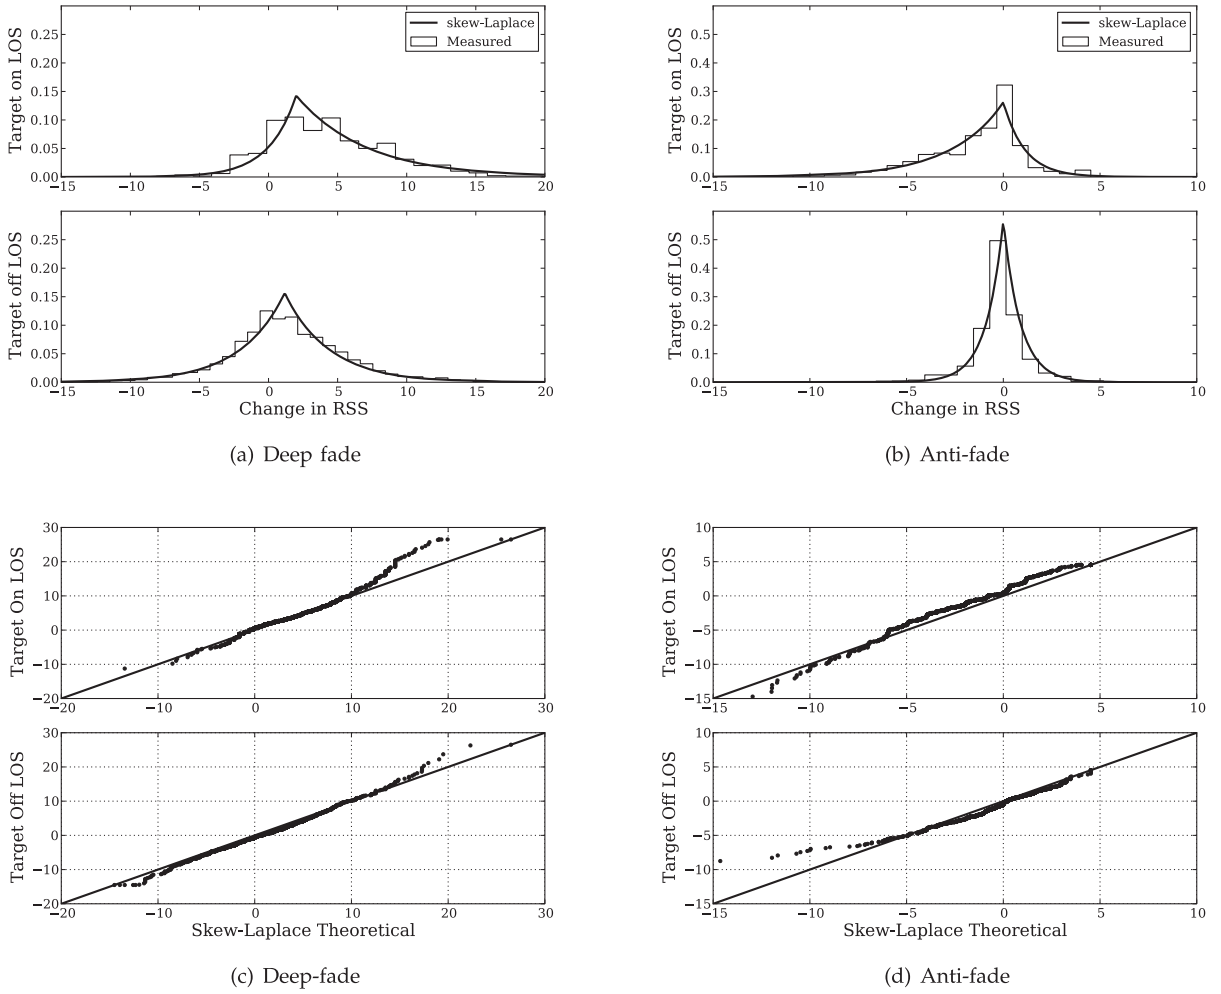 Target on LOS
0.25
0.20
0.15
0.10
0.05
0.00
−15 −10 −5 0 5 10 15 20
skew-Laplace
Measured
Target off LOS
0.25
0.20
0.15
0.10
0.05
0.00
−15 −10 −5 0 5 10 15 20
Change in RSS
(a) Deep fade
Target on LOS
0.6
0.5
0.4
0.3
0.2
0.1
0.0
−15 −10 −5 0 5 10
skew-Laplace
Measured
Target off LOS
0.5
0.4
0.3
0.2
0.1
0.0
−15 −10 −5 0 5 10
Change in RSS
(b) Anti-fade
Target On LOS
30
20
10
0
−10
−20
−20 −10 0 10 20 30
Target Off LOS
30
20
10
0
−10
−20
−20 −10 0 10 20 30
Skew-Laplace Theoretical
(c) Deep-fade
Target On LOS
10
5
0
−5
−10
−15
−15 −10 −5 0 5 10
Target Off LOS
10
5
0
−5
−10
−15
−15 −10 −5 0 5 10
Skew-Laplace Theoretical
(d) Anti-fade